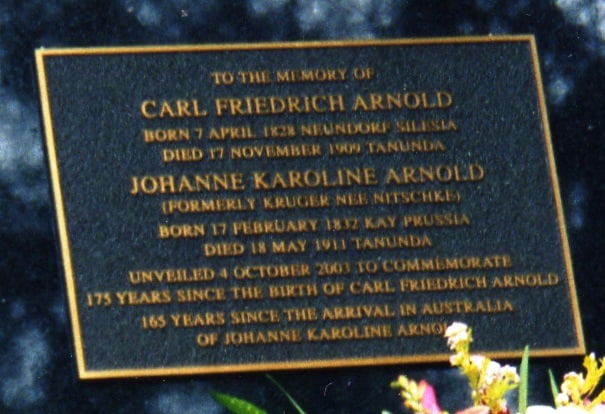 TO THE MEMORY OF
CARL FRIEDRICH ARNOLD
BORN 7 APRIL 1828 NEUNDORF SILESIA
DIED 17 NOVEMBER 1909 TANUNDA
JOHANNE KAROLINE ARNOLD
(FORMERLY KRUGER NEE NITSCHKE)
BORN 17 FEBRUARY 1832 KAY PRUSSIA
DIED 18 MAY 1911 TANUNDA
UNVEILED 4 OCTOBER 2003 TO COMMEMORATE
175 YEARS SINCE THE BIRTH OF CARL FRIEDRICH ARNOLD
165 YEARS SINCE THE ARRIVAL IN AUSTRALIA
OF JOHANNE KAROLINE ARNOLD